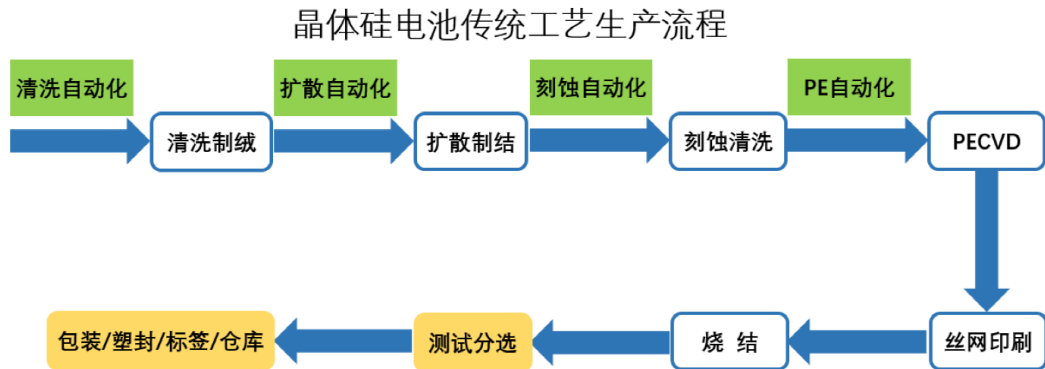 晶体硅电池传统工艺生产流程
清洗自动化
扩散自动化
刻蚀自动化
PE自动化
清洗制绒
扩散制结
刻蚀清洗
PECVD
包装/塑封/标签/仓库
测试分选
烧 结
丝网印刷